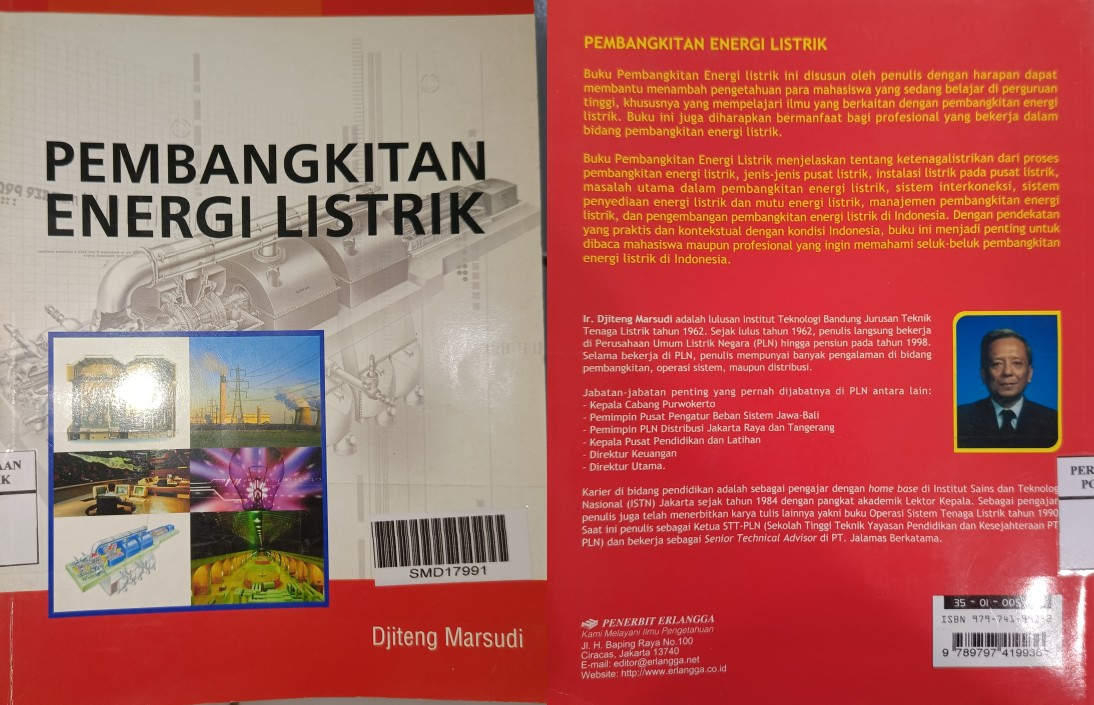 PEMBANGKITAN
ENERGI LISTRIK
AAN
K
SMD17991
Djiteng Marsudi
PEMBANGKITAN ENERGI LISTRIK
Buku Pembangkitan Energi listrik ini disusun oleh penulis dengan harapan dapat
membantu menambah pengetahuan para mahasiswa yang sedang belajar di perguruan
tinggi, khususnya yang mempelajari ilmu yang berkaitan dengan pembangkitan energi
listrik. Buku ini juga diharapkan bermanfaat bagi profesional yang bekerja dalam
bidang pembangkitan energi listrik.
Buku Pembangkitan Energi Listrik menjelaskan tentang ketenagalistrikan dari proses
pembangkitan energi listrik, jenis-jenis pusat listrik, instalasi listrik pada pusat listrik,
masalah utama dalam pembangkitan energi listrik, sistem interkoneksi, sistem
penyediaan energi listrik dan mutu energi listrik, manajemen pembangkitan energi
listrik, dan pengembangan pembangkitan energi listrik di Indonesia. Dengan pendekatan
yang praktis dan kontekstual dengan kondisi Indonesia, buku ini menjadi penting untuk
dibaca mahasiswa maupun profesional yang ingin memahami seluk-beluk pembangkitan
energi listrik di Indonesia.
Ir. Djiteng Marsudi adalah lulusan Institut Teknologi Bandung Jurusan Teknik
Tenaga Listrik tahun 1962. Sejak lulus tahun 1962, penulis langsung bekerja
di Perusahaan Umum Listrik Negara (PLN) hingga pensiun pada tahun 1998.
Selama bekerja di PLN, penulis mempunyai banyak pengalaman di bidang
pembangkitan, operasi sistem, maupun distribusi.
Jabatan-jabatan penting yang pernah dijabatnya di PLN antara lain:
- Kepala Cabang Purwokerto
- Pemimpin Pusat Pengatur Beban Sistem Jawa-Bali
- Pemimpin PLN Distribusi Jakarta Raya dan Tangerang
- Kepala Pusat Pendidikan dan Latihan
- Direktur Keuangan
- Direktur Utama.
Karier di bidang pendidikan adalah sebagai pengajar dengan home base di Institut Sains dan Teknolog
Nasional (ISTN) Jakarta sejak tahun 1984 dengan pangkat akademik Lektor Kepala. Sebagai pengajar
penulis juga telah menerbitkan karya tulis lainnya yakni buku Operasi Sistem Tenaga Listrik tahun 1990
Saat ini penulis sebagai Ketua STT-PLN (Sekolah Tinggi Teknik Yayasan Pendidikan dan Kesejahteraan PT
PLN) dan bekerja sebagai Senior Technical Advisor di PT. Jalamas Berkatama.
PER
PO
PENERBIT ERLANGGA
Kami Melayani Ilmu Pengetahuan
Jl. H. Baping Raya No.100
Ciracas, Jakarta 13740
E-mail: editor@erlangga.net
Website: http://www.erlangga.co.id
35 - 01 - 005
ISBN 979-741-
9 789797 419936